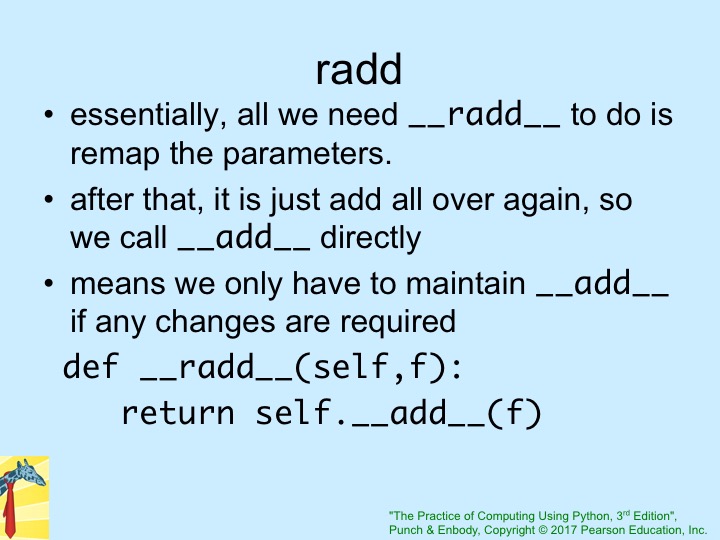 radd
• essentially, all we need __radd__ to do is
remap the parameters.
• after that, it is just add all over again, so
we call __add__ directly
• means we only have to maintain __add__
if any changes are required
def __radd__(self,f):
return self.__add__(f)
"The Practice of Computing Using Python, 3rd Edition",
Punch & Enbody, Copyright © 2017 Pearson Education, Inc.